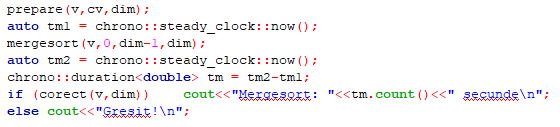 prepare(v,cv,dim);
auto tm1 = chrono::steady_clock::now();
mergesort(v,0,dim-1,dim);
auto tm2 = chrono::steady_clock::now();
chrono::duration<double> tm = tm2-tm1;
if (corect(v,dim))    cout<<"Mergesort: "<<tm.count()<<" secunde\n";
else cout<<"Gresit!\n";